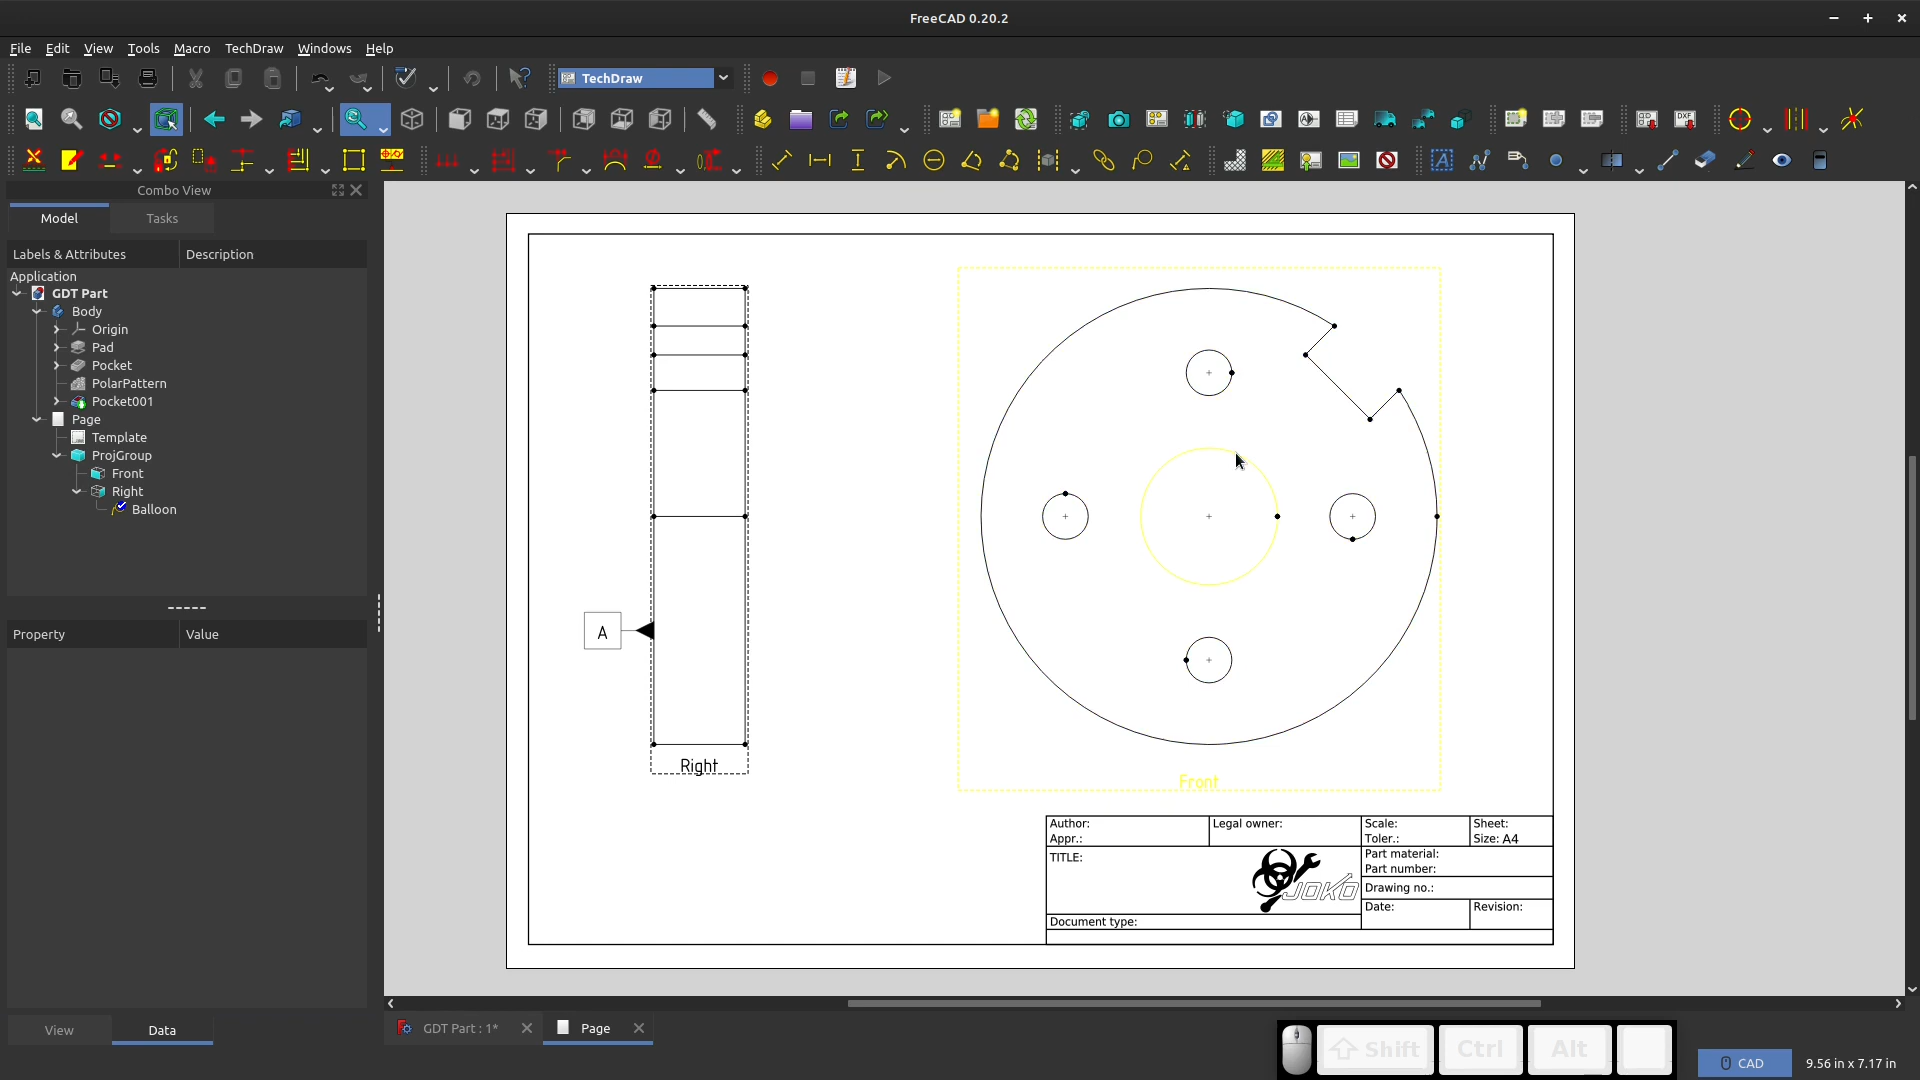 FreeCAD 0.20.2
File Edit View Tools Macro TechDraw Windows Help
TechDraw
Combo View
Model Tasks
Labels & Attributes Description
Application
GDT Part
Body
Origin
Pad
Pocket
PolarPattern
Pocket001
Page
Template
ProjGroup
Front
Right
Balloon
Property Value
View Data
A
Right
Front
Author:
Appr.:
Legal owner:
Scale:
Toler.:
Sheet:
Size: A4
TITLE:
JOKO
Part material:
Part number:
Drawing no.:
Date:
Revision:
Document type:
GDT Part : 1*
Page
Shift Ctrl Alt
CAD
9.56 in x 7.17 in